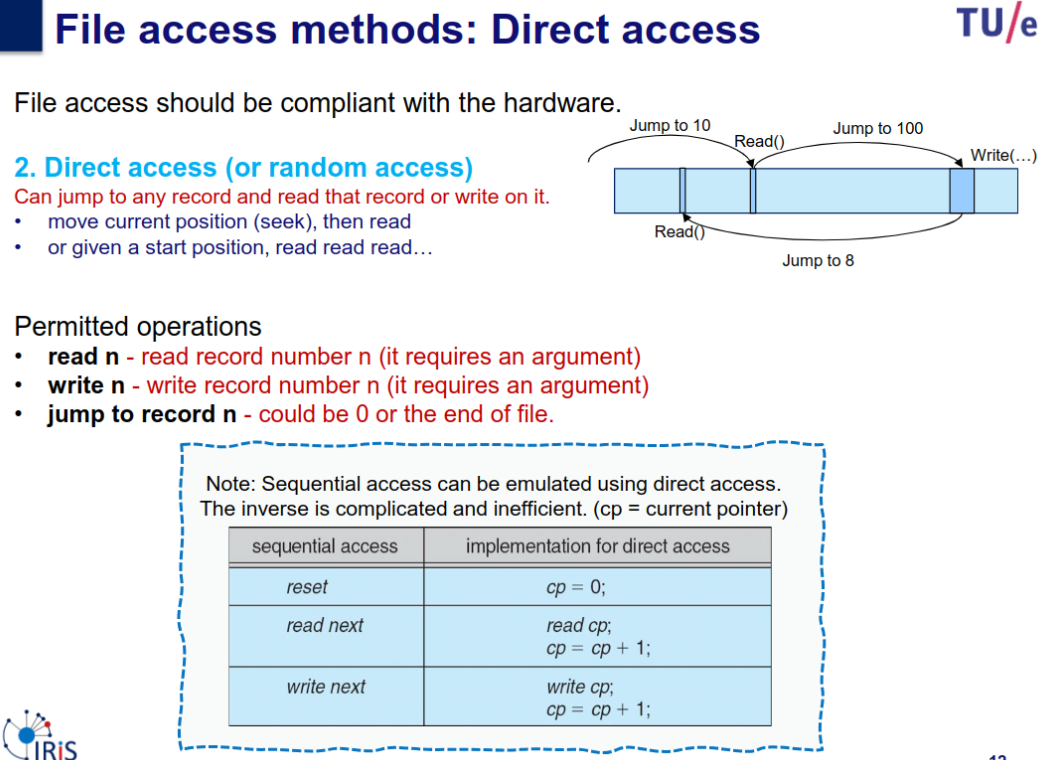 File access methods: Direct access
TU/e
File access should be compliant with the hardware.
2. Direct access (or random access)
Can jump to any record and read that record or write on it.
• move current position (seek), then read
• or given a start position, read read read…
Jump to 10
Read()
Jump to 100
Write(…)
Read()
Jump to 8
Permitted operations
• read n - read record number n (it requires an argument)
• write n - write record number n (it requires an argument)
• jump to record n - could be 0 or the end of file.
Note: Sequential access can be emulated using direct access.
The inverse is complicated and inefficient. (cp = current pointer)
sequential access implementation for direct access
reset cp = 0;
read next read cp;
cp = cp + 1;
write next write cp;
cp = cp + 1;
IRiS